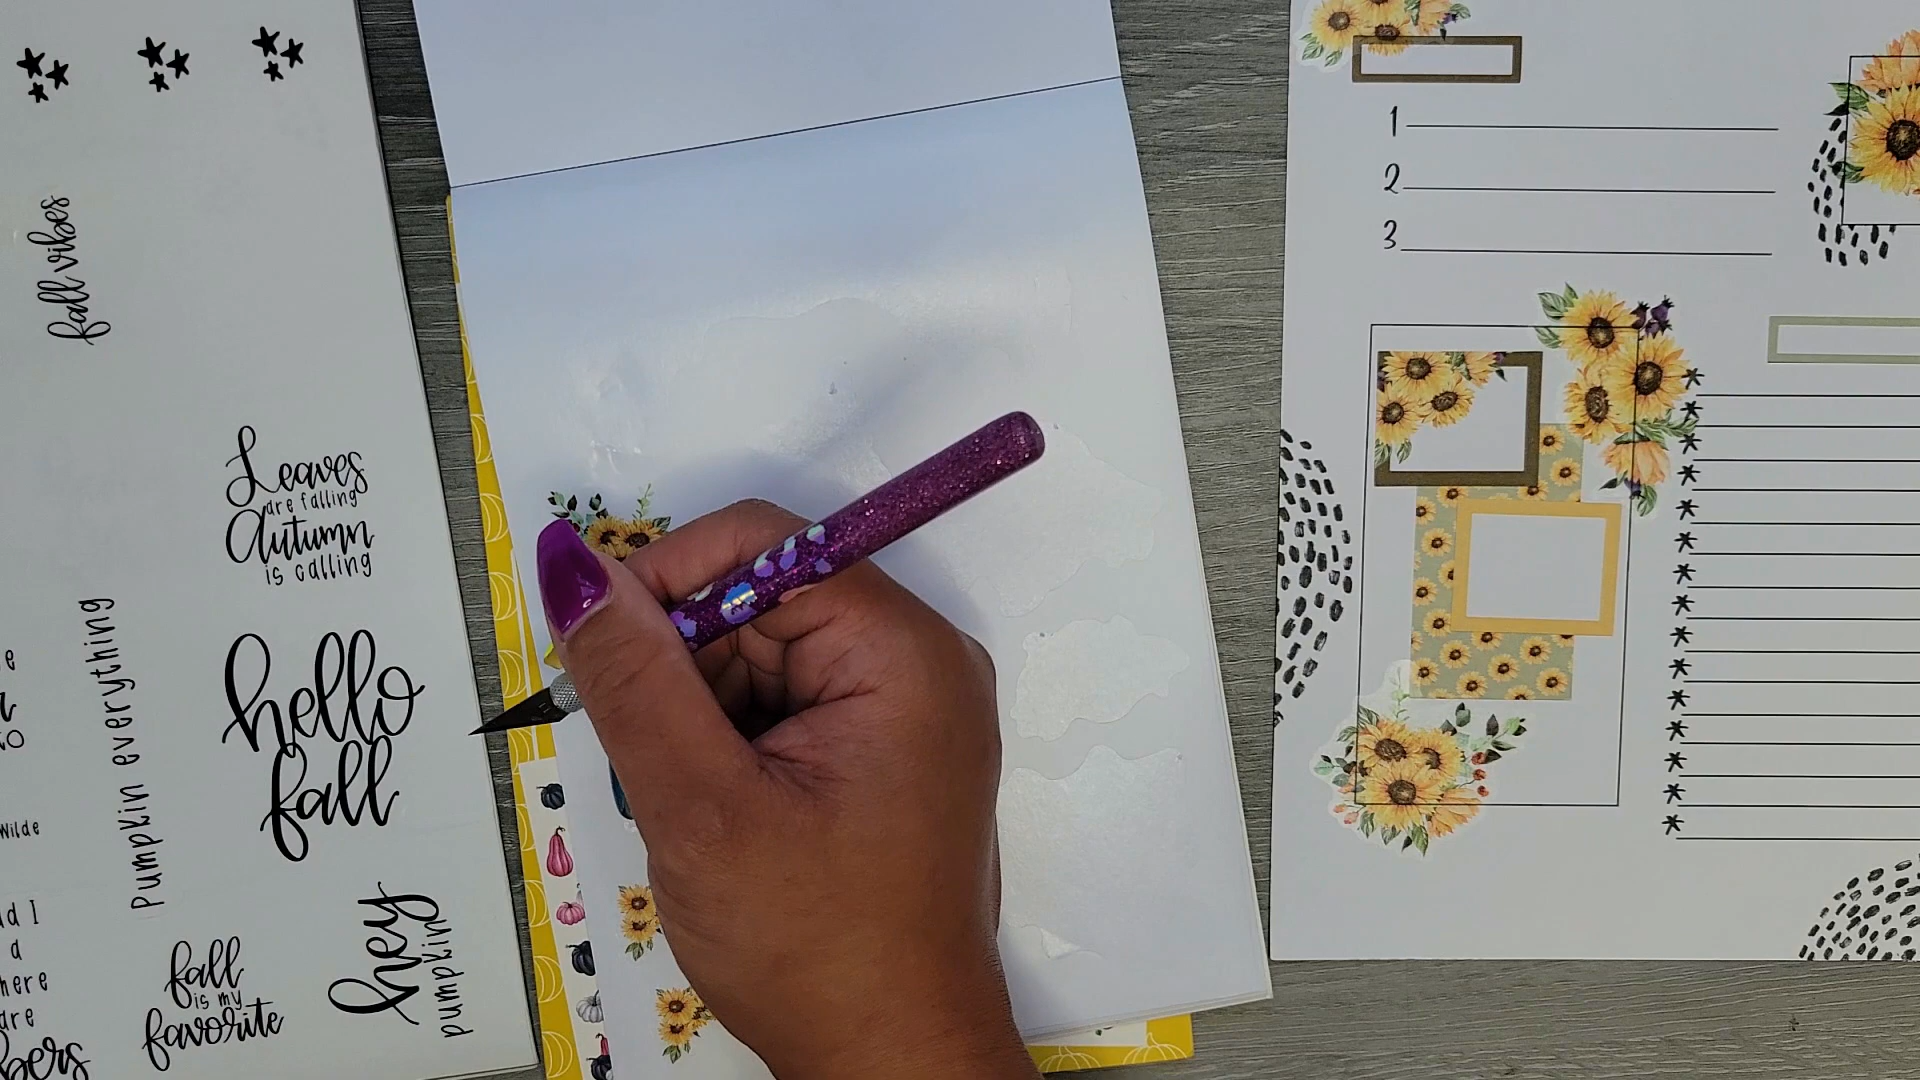 fall vibes
Leaves
are falling
Autumn
is calling
Pumpkin everything
hello
fall
Wilde
I
a
hey
pumpkin
fall
is my
favorite
1
2
3